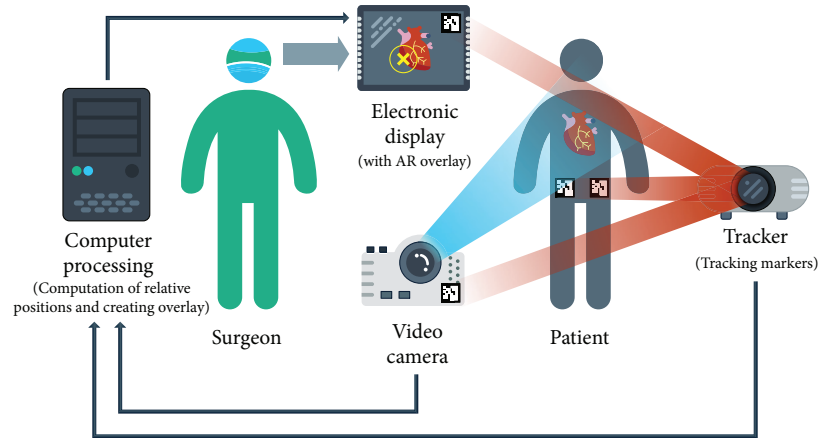 Electronic
display
(with AR overlay)
Computer
processing
(Computation of relative
positions and creating overlay)
Surgeon
Video
camera
Patient
Tracker
(Tracking markers)